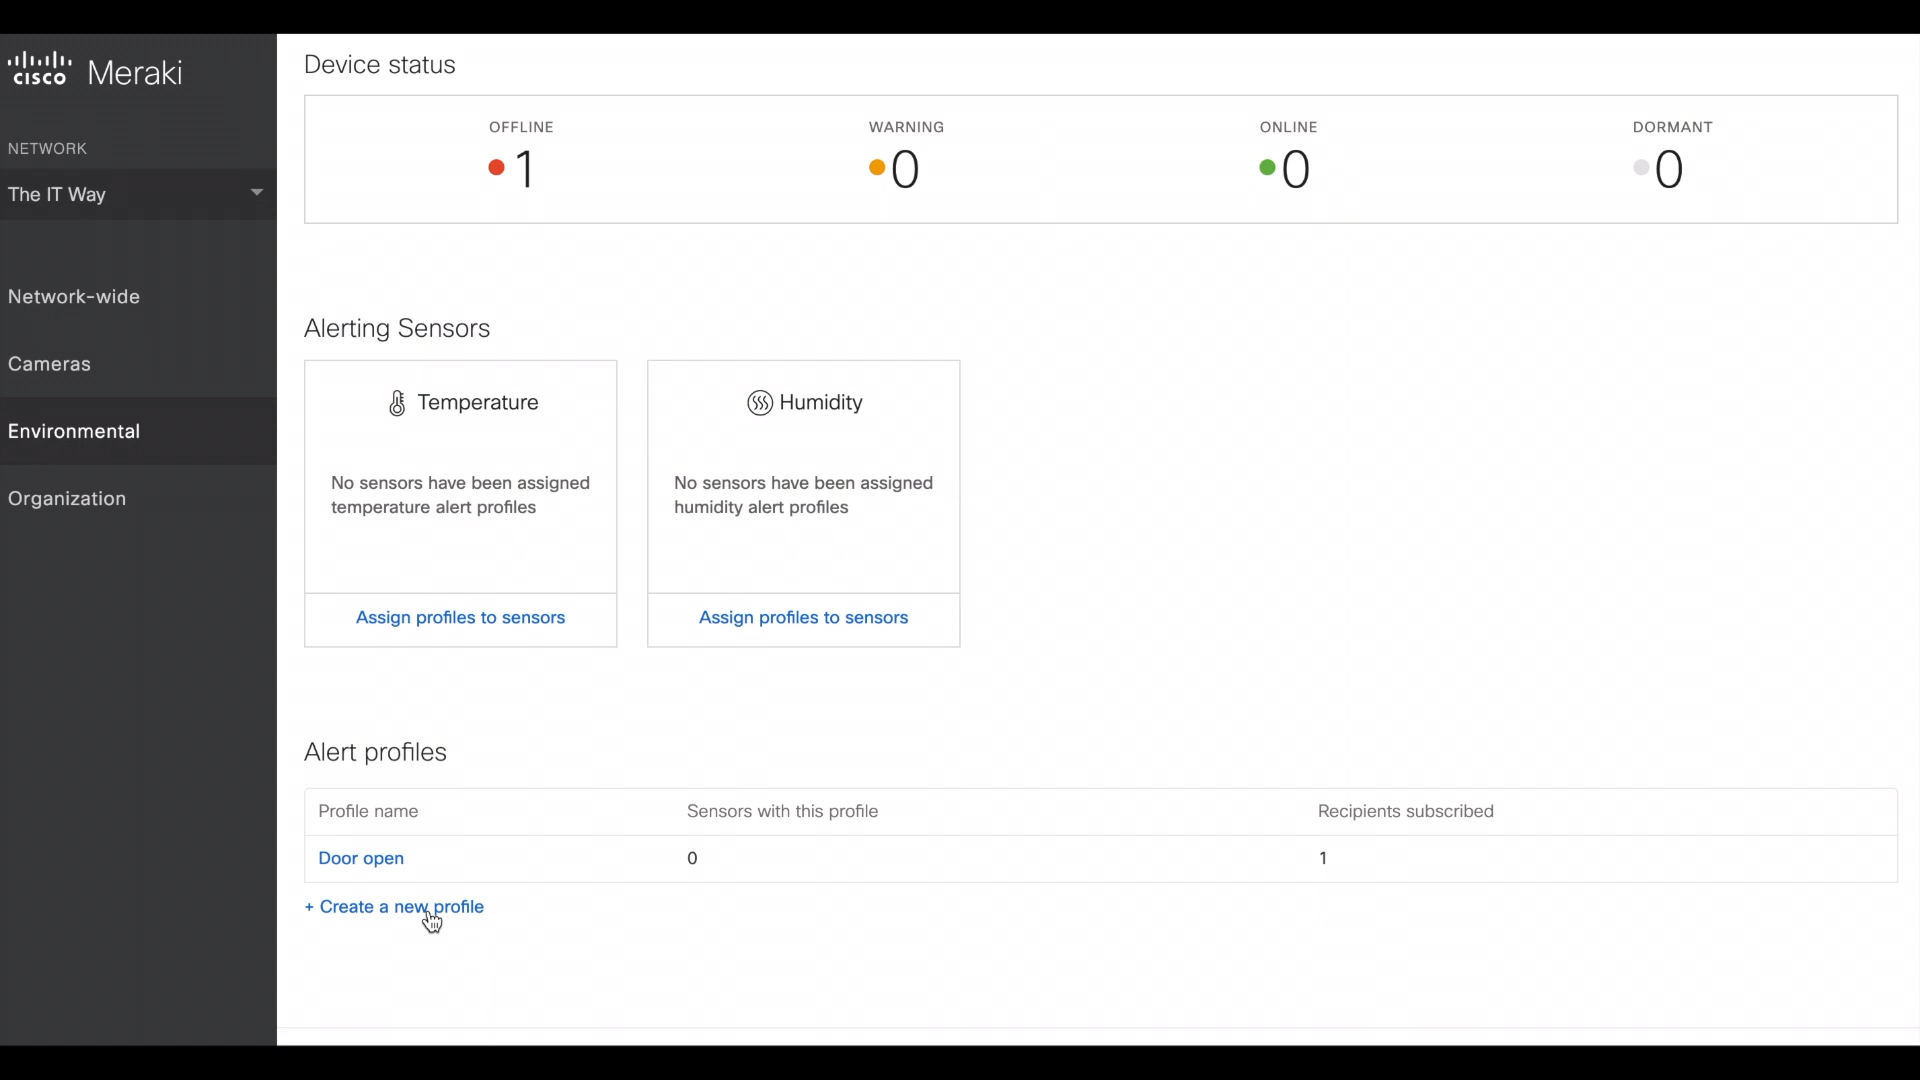 cisco Meraki
NETWORK
The IT Way
Network-wide
Cameras
Environmental
Organization
Device status
OFFLINE WARNING ONLINE DORMANT
1 0 0 0
Alerting Sensors
Temperature
No sensors have been assigned
temperature alert profiles
Assign profiles to sensors
Humidity
No sensors have been assigned
humidity alert profiles
Assign profiles to sensors
Alert profiles
Profile name Sensors with this profile Recipients subscribed
Door open 0 1
+ Create a new profile